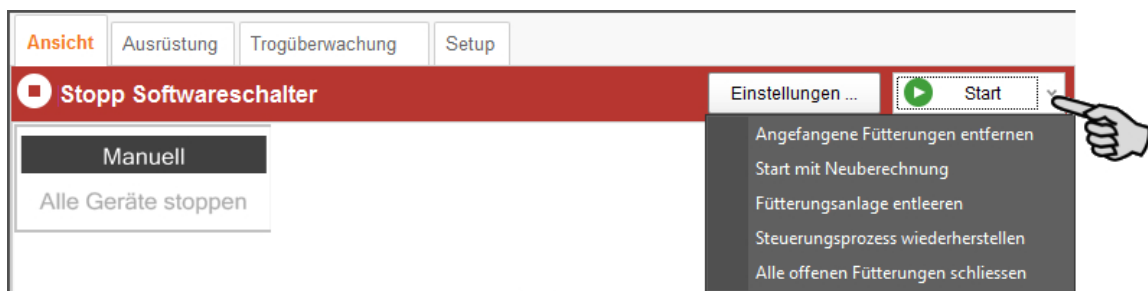 Ansicht Ausrüstung Trogüberwachung Setup
Stopp Softwareschalter Einstellungen ... Start
Manuell
Alle Geräte stoppen
Angefangene Fütterungen entfernen
Start mit Neuberechnung
Fütterungsanlage entleeren
Steuerungsprozess wiederherstellen
Alle offenen Fütterungen schliessen